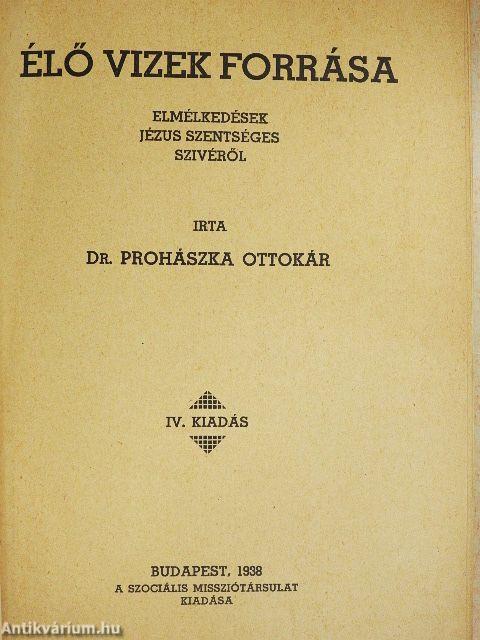 ÉLŐ VIZEK FORRÁSA
ELMÉLKEDÉSEK
JÉZUS SZENTSÉGES
SZIVÉRŐL
IRTA
DR. PROHÁSZKA OTTOKÁR
IV. KIADÁS
BUDAPEST, 1938
A SZOCIÁLIS MISSZIÓTÁRSULAT
KIADÁSA
Antikvárium.hu